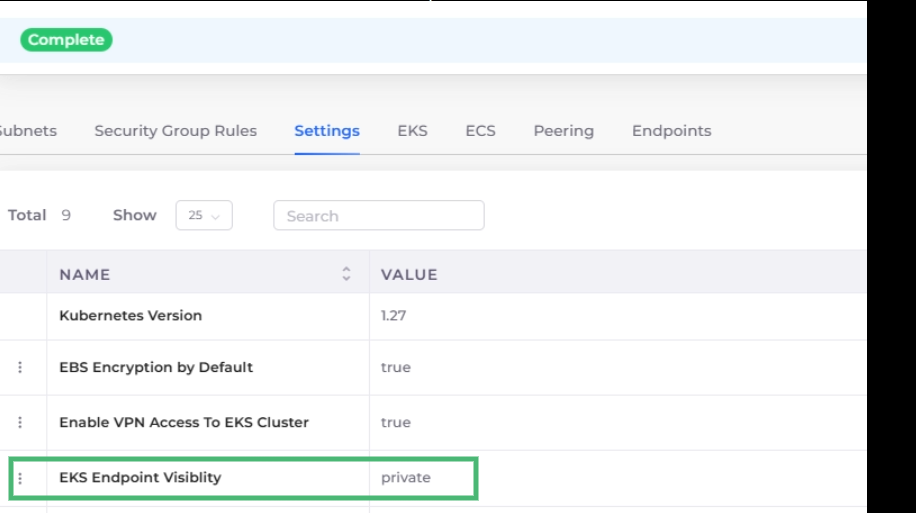 Complete
Subnets Security Group Rules Settings EKS ECS Peering Endpoints
Total 9 Show 25 Search
NAME VALUE
Kubernetes Version 1.27
EBS Encryption by Default true
Enable VPN Access To EKS Cluster true
EKS Endpoint Visiblity private